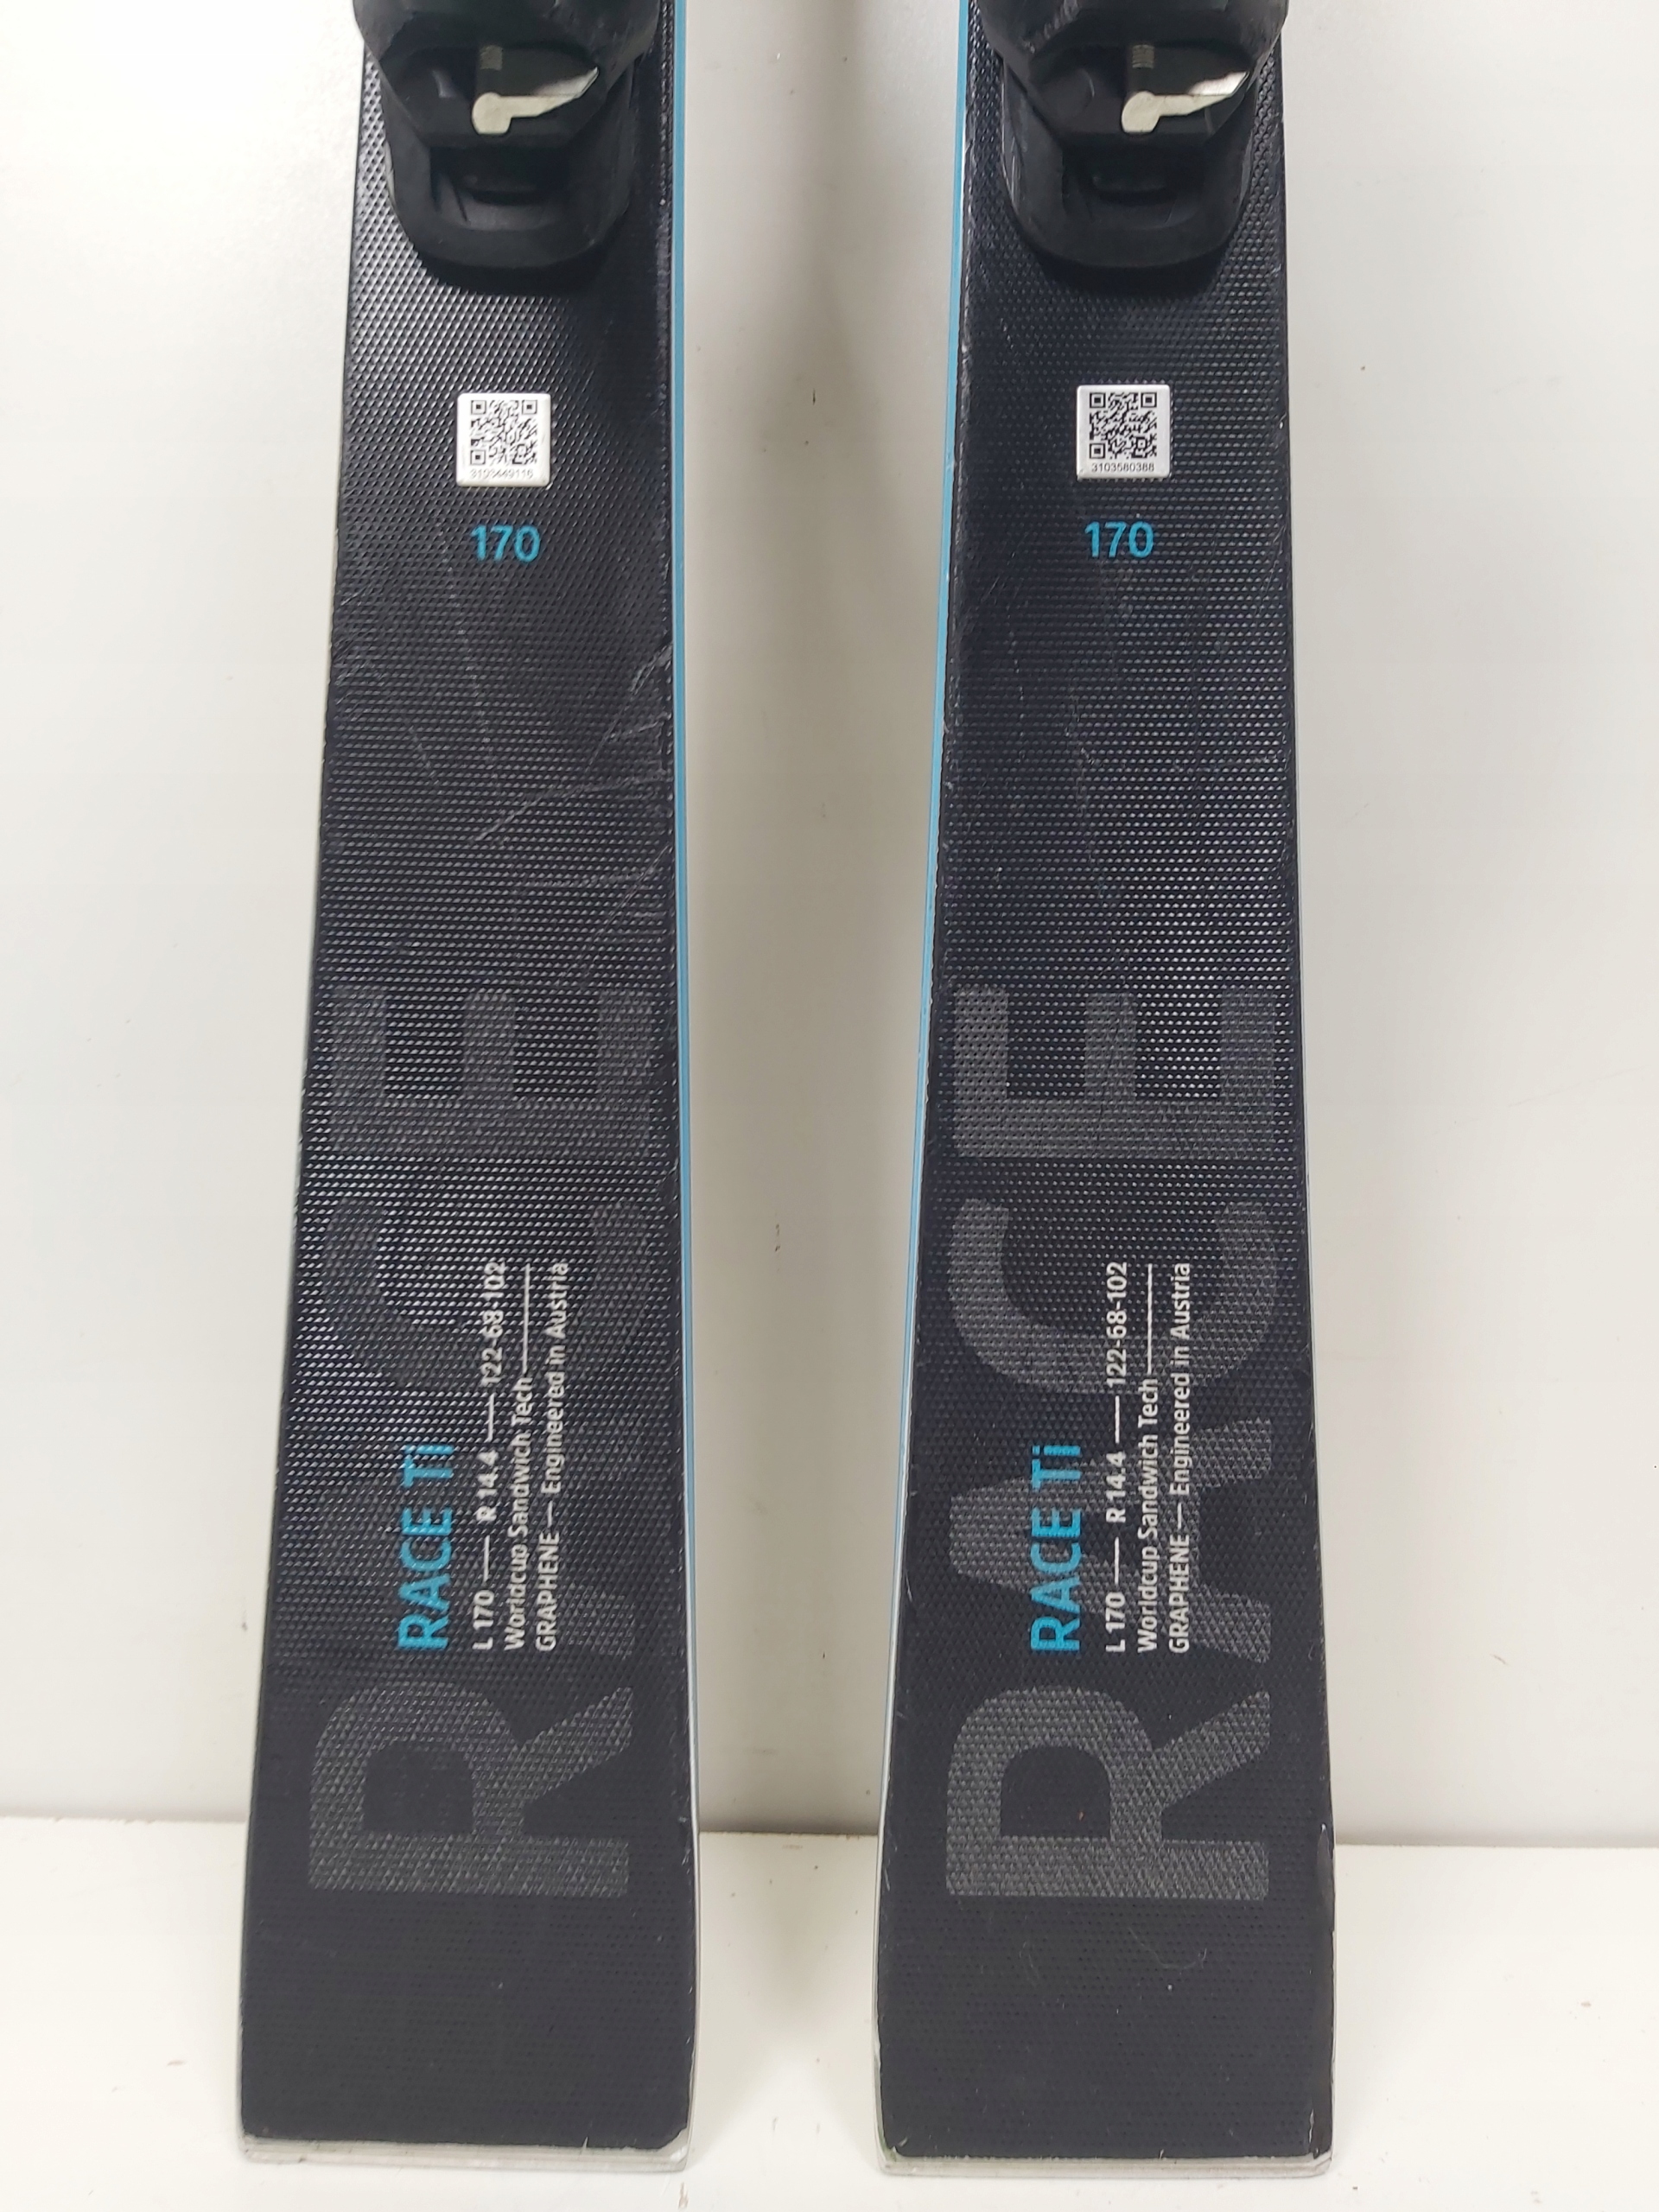 3103449116
170
RACE
RACE Ti
L 170 — R 14.4 — 122-68-102
Worldcup Sandwich Tech
GRAPHENE — Engineered in Austria
3103580388
170
RACE
RACE Ti
L 170 — R 14.4 — 122-68-102
Worldcup Sandwich Tech
GRAPHENE — Engineered in Austria